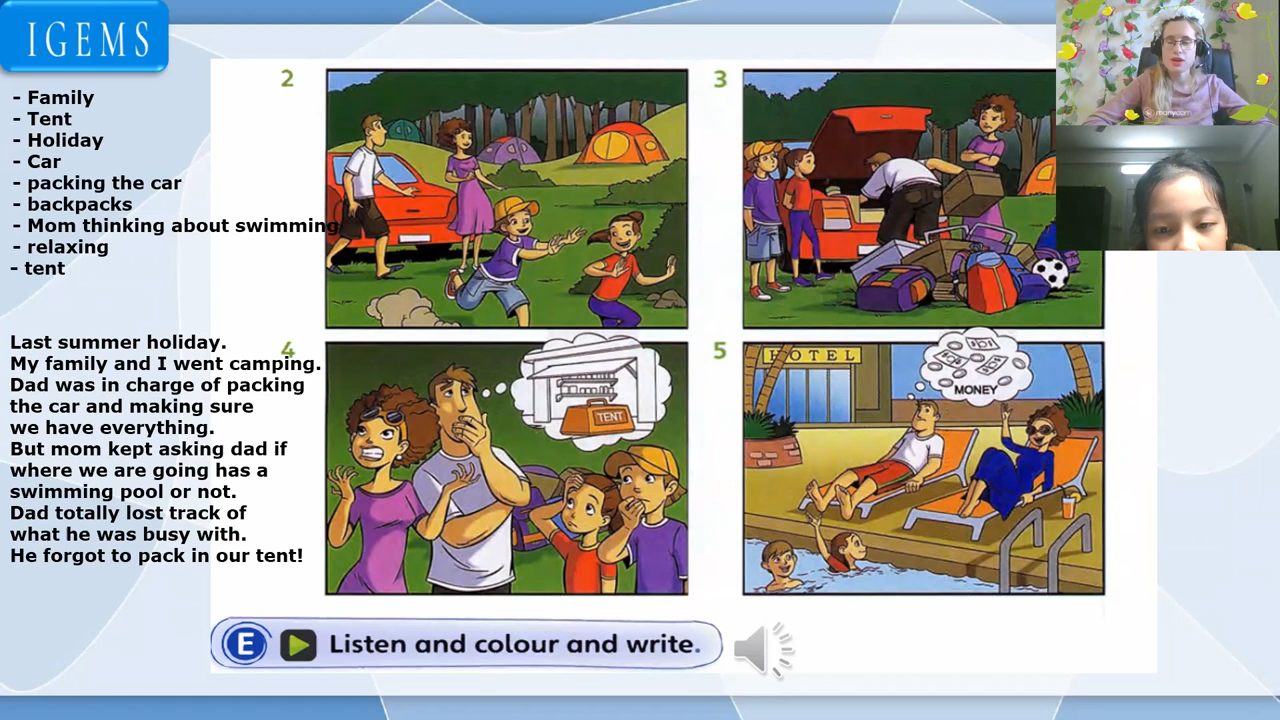 IGEMS
- Family
- Tent
- Holiday
- Car
- packing the car
- backpacks
- Mom thinking about swimming
- relaxing
- tent
Last summer holiday.
My family and I went camping.
Dad was in charge of packing
the car and making sure
we have everything.
But mom kept asking dad if
where we are going has a
swimming pool or not.
Dad totally lost track of
what he was busy with.
He forgot to pack in our tent!
2
3
4
TENT
5
HOTEL
MONEY
E Listen and colour and write.
manycam